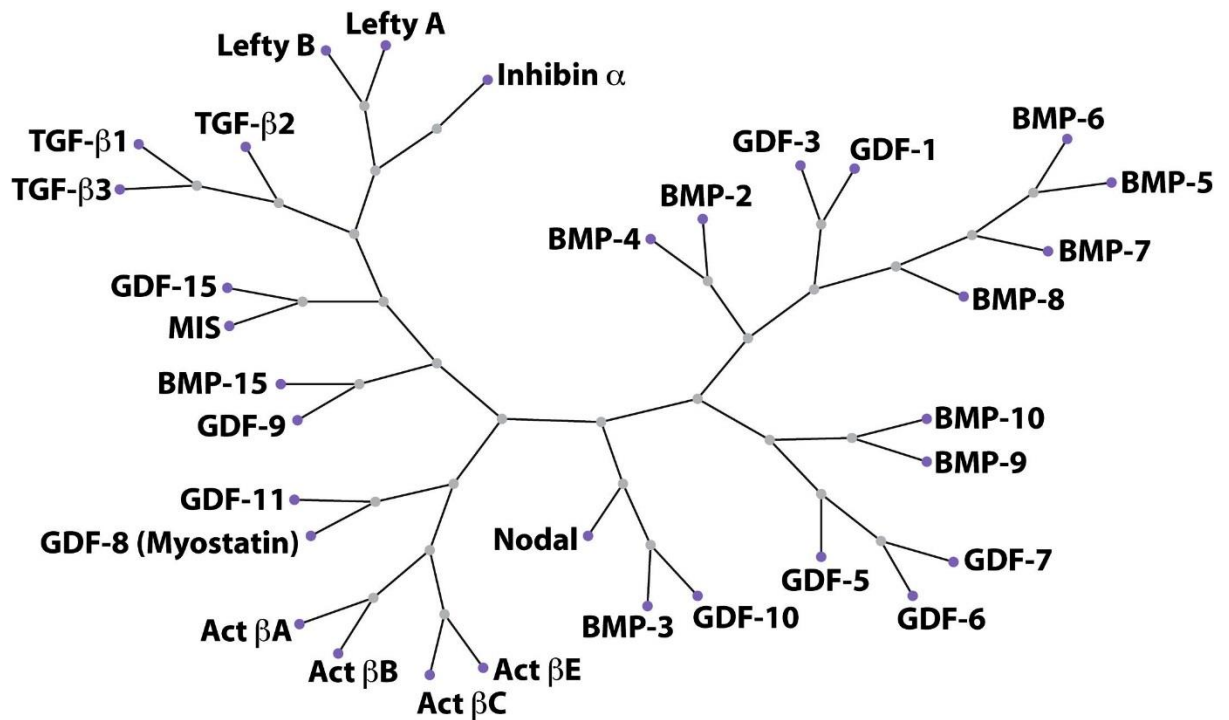 Lefty A
Lefty B
Inhibin α
TGF-β2
TGF-β1
TGF-β3
GDF-15
MIS
BMP-15
GDF-9
GDF-11
GDF-8 (Myostatin)
Act βA
Act βB
Act βC
Act βE
Nodal
BMP-3
GDF-10
GDF-5
GDF-6
GDF-7
BMP-9
BMP-10
BMP-4
BMP-2
GDF-3
GDF-1
BMP-6
BMP-5
BMP-7
BMP-8